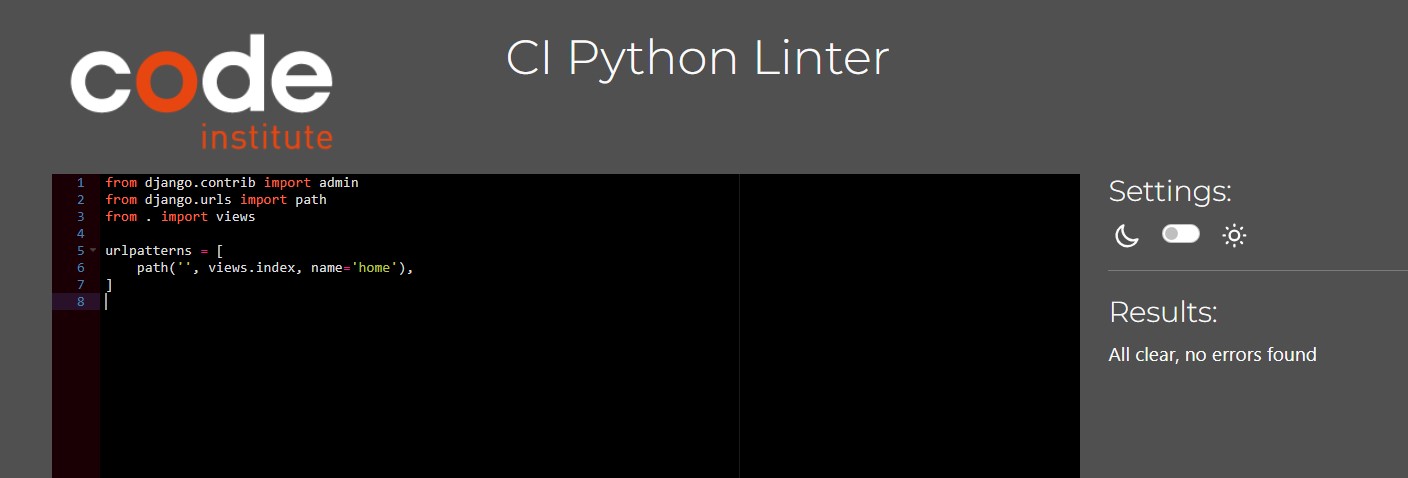 code
institute
CI Python Linter
1 from django.contrib import admin
2 from django.urls import path
3 from . import views
4
5 urlpatterns = [
6     path('', views.index, name='home'),
7 ]
8
Settings:
Results:
All clear, no errors found